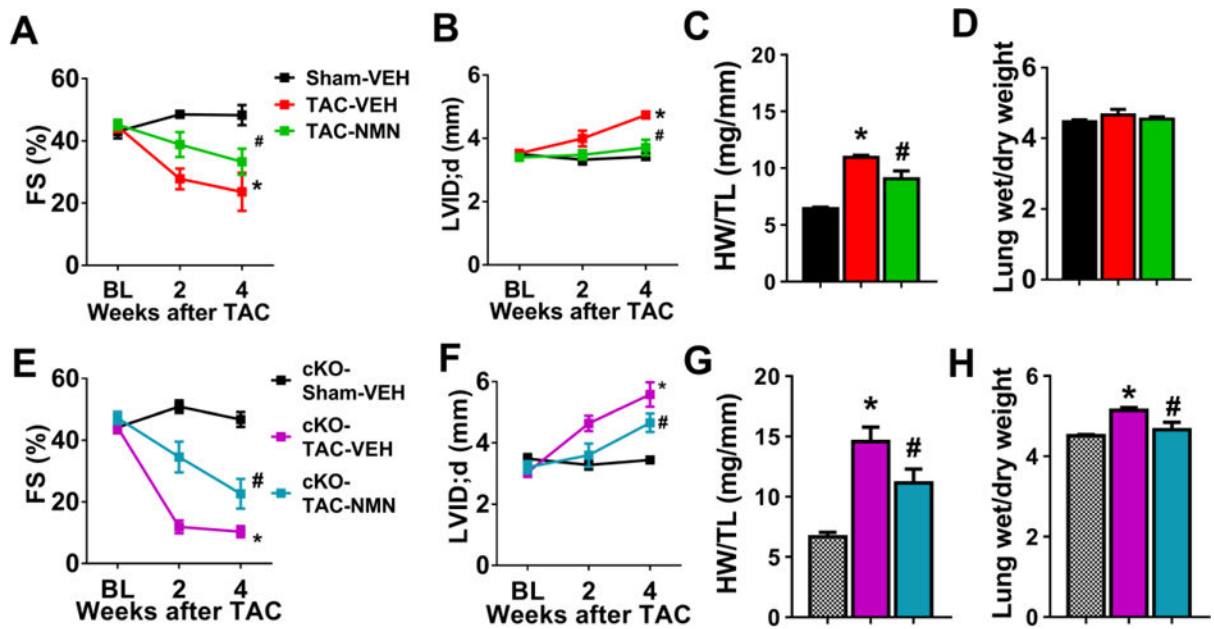 A
FS (%)
60
40
20
0
BL 2 4
Weeks after TAC
#
*
Sham-VEH
TAC-VEH
TAC-NMN
B
LVID;d (mm)
6
4
2
0
BL 2 4
Weeks after TAC
*
#
C
HW/TL (mg/mm)
20
15
10
5
0
*
#
D
Lung wet/dry weight
6
4
2
0
E
FS (%)
60
40
20
0
BL 2 4
Weeks after TAC
#
*
cKO-
Sham-VEH
cKO-
TAC-VEH
cKO-
TAC-NMN
F
LVID;d (mm)
6
4
2
0
BL 2 4
Weeks after TAC
*
#
G
HW/TL (mg/mm)
20
15
10
5
0
*
#
H
Lung wet/dry weight
6
4
2
0
*
#